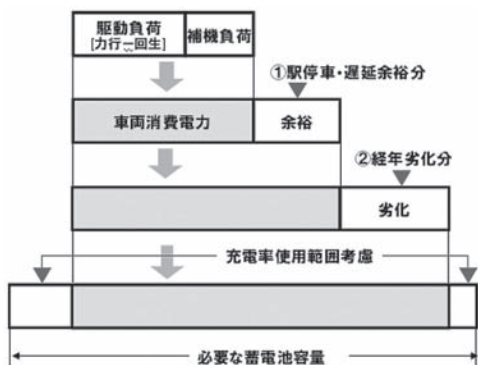 駆動負荷
[力行ー回生]
補機負荷
①駅停車・遅延余裕分
車両消費電力
余裕
②経年劣化分
劣化
充電率使用範囲考慮
必要な蓄電池容量